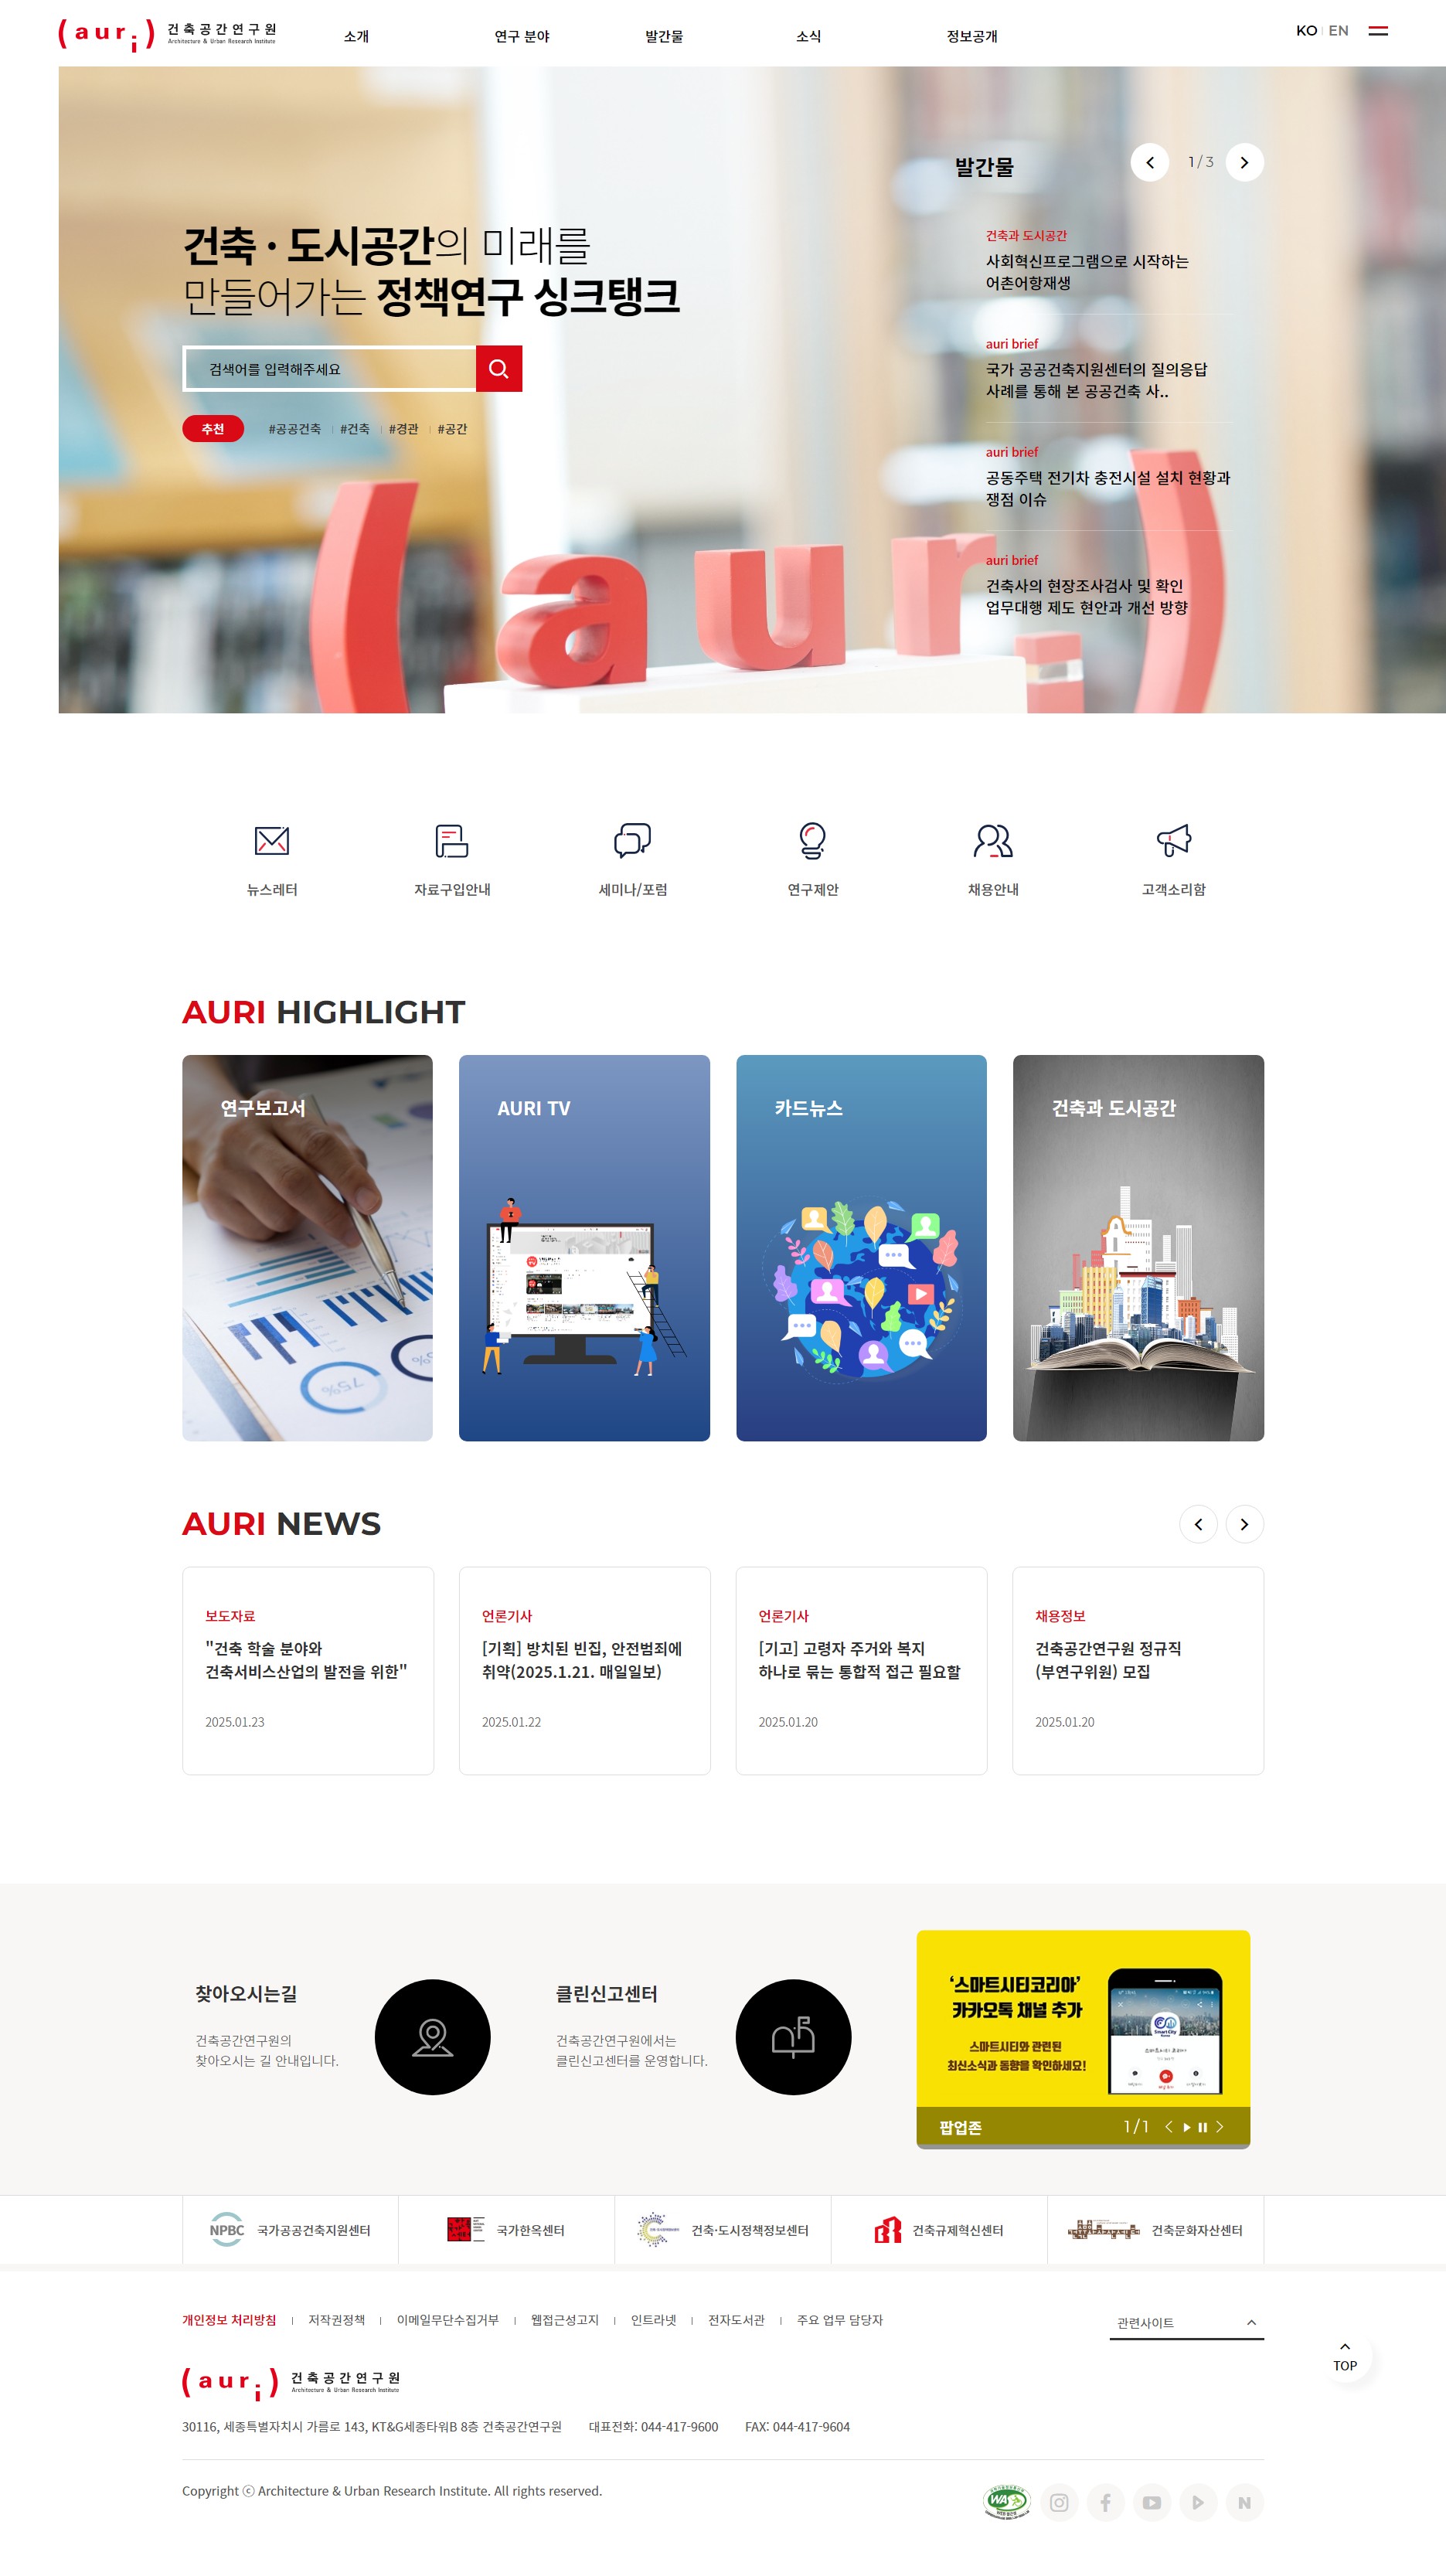 (auri) 건축공간연구원
Architecture & Urban Research Institute
소개
연구 분야
발간물
소식
정보공개
KO
EN
건축 · 도시공간의 미래를
만들어가는 정책연구 싱크탱크
검색어를 입력해주세요
추천
#공공건축
#건축
#경관
#공간
발간물
1 / 3
건축과 도시공간
사회혁신프로그램으로 시작하는
어촌어항재생
auri brief
국가 공공건축지원센터의 질의응답
사례를 통해 본 공공건축 사..
auri brief
공동주택 전기차 충전시설 설치 현황과
쟁점 이슈
auri brief
건축사의 현장조사검사 및 확인
업무대행 제도 현안과 개선 방향
(auri)
뉴스레터
자료구입안내
세미나/포럼
연구제안
채용안내
고객소리함
AURI HIGHLIGHT
연구보고서
75%
AURI TV
카드뉴스
건축과 도시공간
AURI NEWS
보도자료
"건축 학술 분야와
건축서비스산업의 발전을 위한"
2025.01.23
언론기사
[기획] 방치된 빈집, 안전범죄에
취약(2025.1.21. 매일일보)
2025.01.22
언론기사
[기고] 고령자 주거와 복지
하나로 묶는 통합적 접근 필요할
2025.01.20
채용정보
건축공간연구원 정규직
(부연구위원) 모집
2025.01.20
찾아오시는길
건축공간연구원의
찾아오시는 길 안내입니다.
클린신고센터
건축공간연구원에서는
클린신고센터를 운영합니다.
'스마트시티코리아'
카카오톡 채널 추가
스마트시티와 관련된
최신소식과 동향을 확인하세요!
Smart City
팝업존
1/1
NPBC
국가공공건축지원센터
국가한옥센터
건축·도시정책정보센터
건축규제혁신센터
건축문화자산센터
개인정보 처리방침
저작권정책
이메일무단수집거부
웹접근성고지
인트라넷
전자도서관
주요 업무 담당자
관련사이트
TOP
(auri) 건축공간연구원
Architecture & Urban Research Institute
30116, 세종특별자치시 가름로 143, KT&G세종타워B 8층 건축공간연구원
대표전화: 044-417-9600
FAX: 044-417-9604
Copyright ⓒ Architecture & Urban Research Institute. All rights reserved.
WA
N